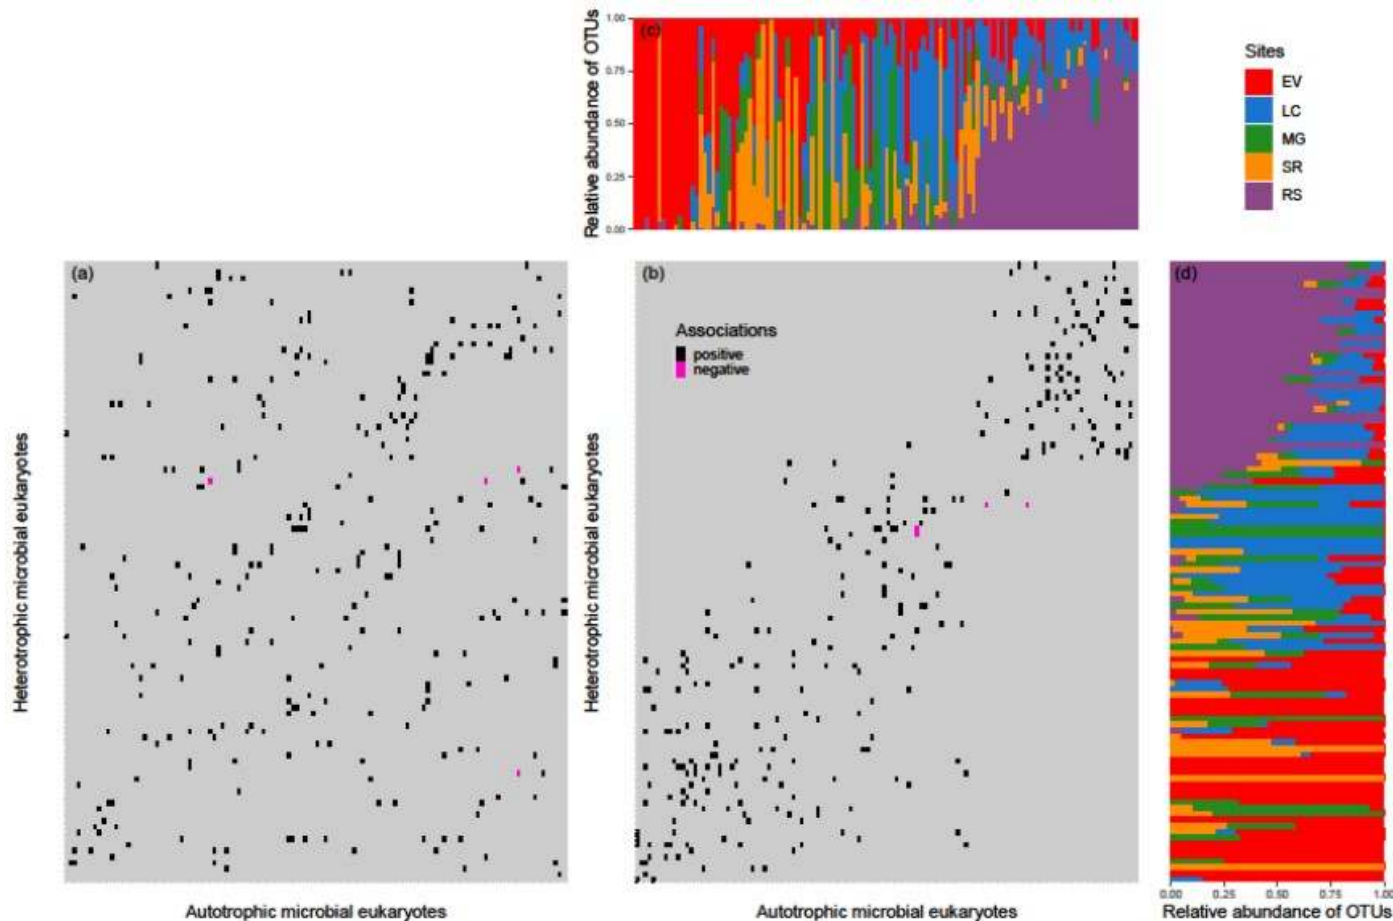 (c)
Relative abundance of OTUs
1.00
0.75
0.50
0.25
0.00
Sites
EV
LC
MG
SR
RS
(a)
Heterotrophic microbial eukaryotes
Autotrophic microbial eukaryotes
(b)
Associations
positive
negative
Heterotrophic microbial eukaryotes
Autotrophic microbial eukaryotes
(d)
0.00 0.25 0.50 0.75 1.00
Relative abundance of OTUs